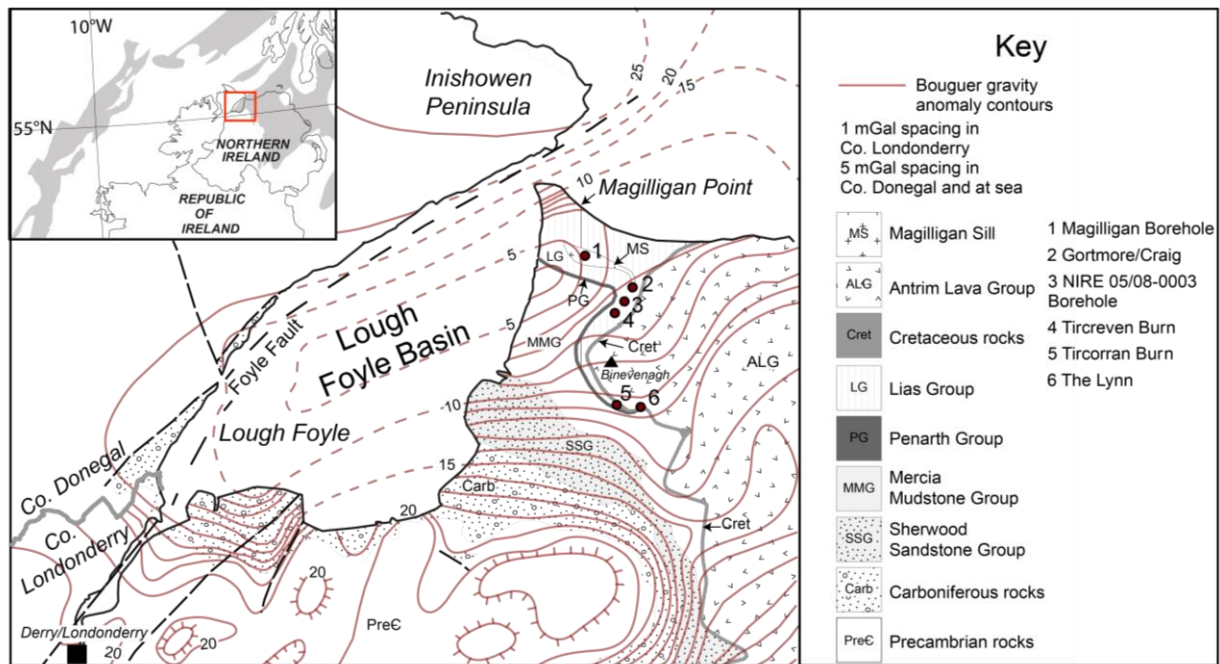 10°W
55°N
NORTHERN
IRELAND
REPUBLIC
OF
IRELAND
Inishowen
Peninsula
25
20
15
10
Magilligan Point
5
LG
1
MS
PG
2
3
4
5
MMG
Cret
Binevenagh
ALG
Lough
Foyle Basin
Foyle Fault
Lough Foyle
10
5
6
SSG
15
Carb
20
Cret
Co. Donegal
Co.
Londonderry
20
20
20
PreЄ
Derry/Londonderry
Key
Bouguer gravity
anomaly contours
1 mGal spacing in
Co. Londonderry
5 mGal spacing in
Co. Donegal and at sea
MS Magilligan Sill
ALG Antrim Lava Group
Cret Cretaceous rocks
LG Lias Group
PG Penarth Group
MMG Mercia
Mudstone Group
SSG Sherwood
Sandstone Group
Carb Carboniferous rocks
PreЄ Precambrian rocks
1 Magilligan Borehole
2 Gortmore/Craig
3 NIRE 05/08-0003
Borehole
4 Tircreven Burn
5 Tircorran Burn
6 The Lynn